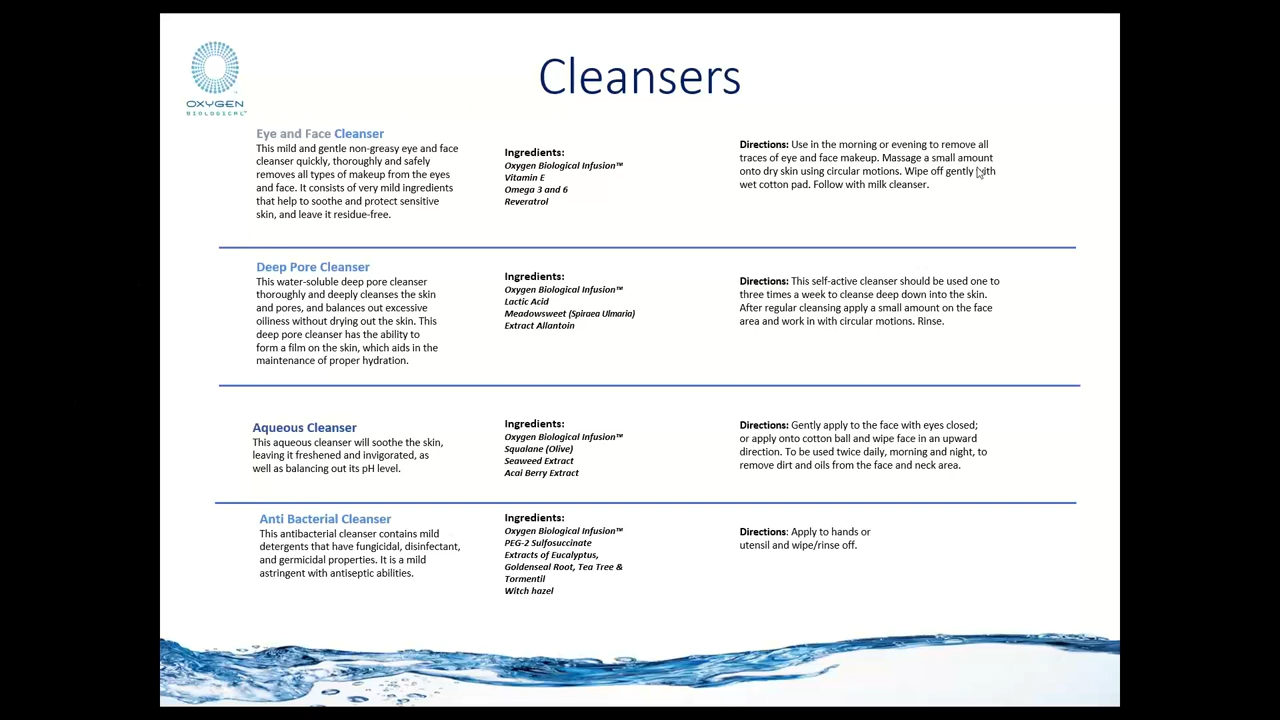 OXYGEN
BIOLOGICAL™
Cleansers
Eye and Face Cleanser
This mild and gentle non-greasy eye and face
cleanser quickly, thoroughly and safely
removes all types of makeup from the eyes
and face. It consists of very mild ingredients
that help to soothe and protect sensitive
skin, and leave it residue-free.
Ingredients:
Oxygen Biological Infusion™
Vitamin E
Omega 3 and 6
Reveratrol
Directions: Use in the morning or evening to remove all
traces of eye and face makeup. Massage a small amount
onto dry skin using circular motions. Wipe off gently with
wet cotton pad. Follow with milk cleanser.
Deep Pore Cleanser
This water-soluble deep pore cleanser
thoroughly and deeply cleanses the skin
and pores, and balances out excessive
oiliness without drying out the skin. This
deep pore cleanser has the ability to
form a film on the skin, which aids in the
maintenance of proper hydration.
Ingredients:
Oxygen Biological Infusion™
Lactic Acid
Meadowsweet (Spiraea Ulmaria)
Extract Allantoin
Directions: This self-active cleanser should be used one to
three times a week to cleanse deep down into the skin.
After regular cleansing apply a small amount on the face
area and work in with circular motions. Rinse.
Aqueous Cleanser
This aqueous cleanser will soothe the skin,
leaving it freshened and invigorated, as
well as balancing out its pH level.
Ingredients:
Oxygen Biological Infusion™
Squalane (Olive)
Seaweed Extract
Acai Berry Extract
Directions: Gently apply to the face with eyes closed;
or apply onto cotton ball and wipe face in an upward
direction. To be used twice daily, morning and night, to
remove dirt and oils from the face and neck area.
Anti Bacterial Cleanser
This antibacterial cleanser contains mild
detergents that have fungicidal, disinfectant,
and germicidal properties. It is a mild
astringent with antiseptic abilities.
Ingredients:
Oxygen Biological Infusion™
PEG-2 Sulfosuccinate
Extracts of Eucalyptus,
Goldenseal Root, Tea Tree &
Tormentil
Witch hazel
Directions: Apply to hands or
utensil and wipe/rinse off.